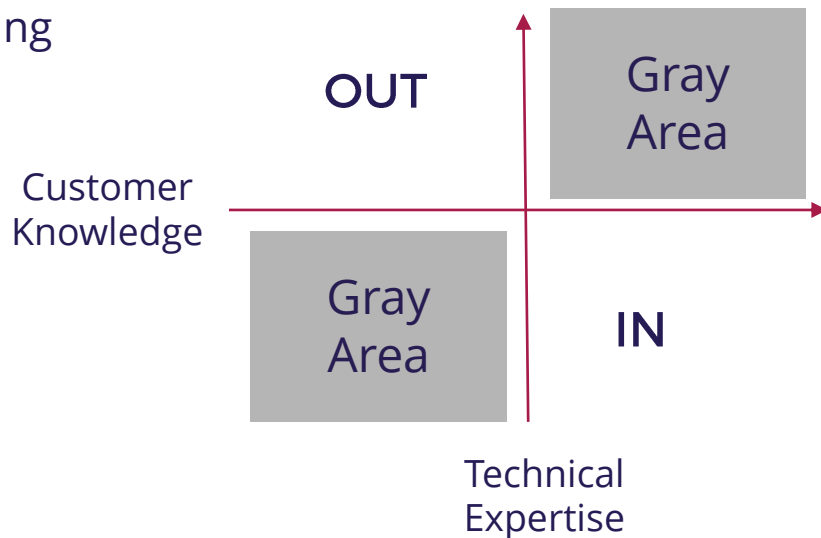 ng
OUT
Gray
Area
Customer
Knowledge
Gray
Area
IN
Technical
Expertise